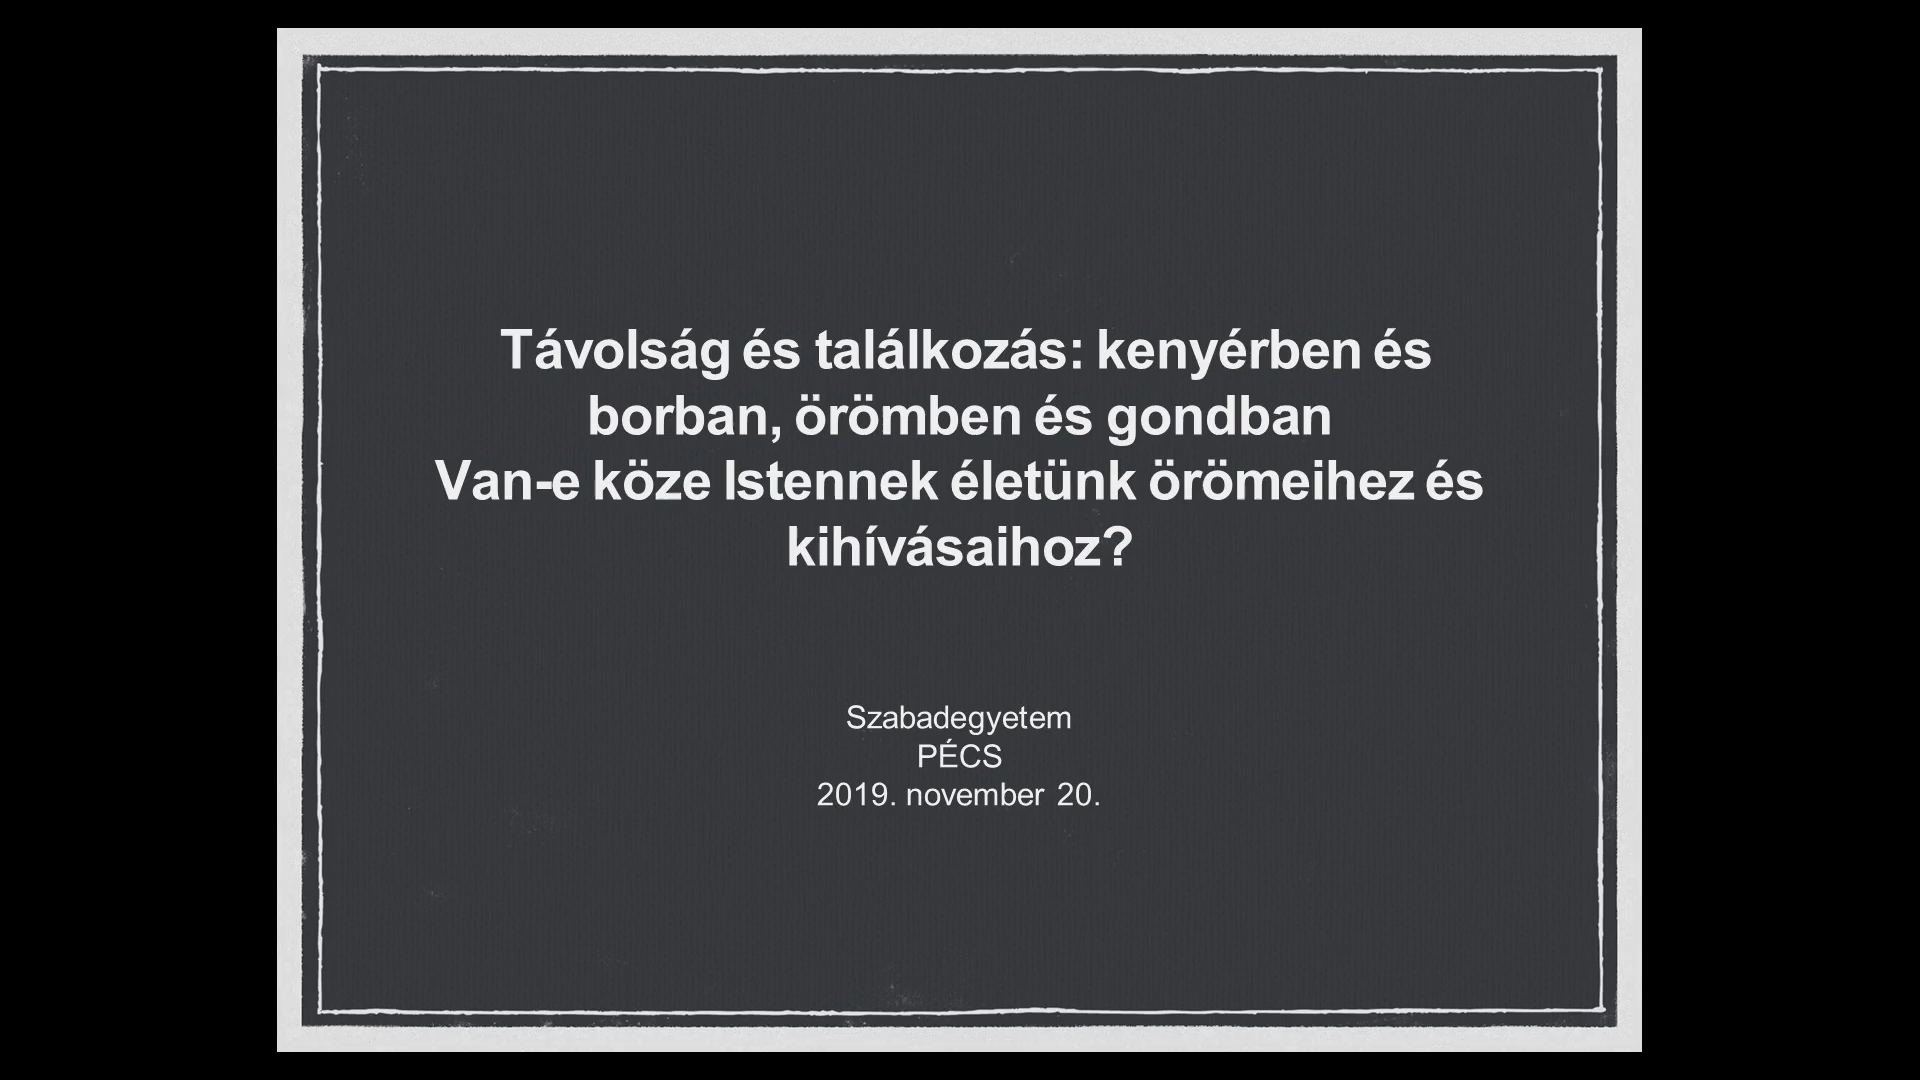 Távolság és találkozás: kenyérben és
borban, örömben és gondban
Van-e köze Istennek életünk örömeihez és
kihívásaihoz?
Szabadegyetem
PÉCS
2019. november 20.